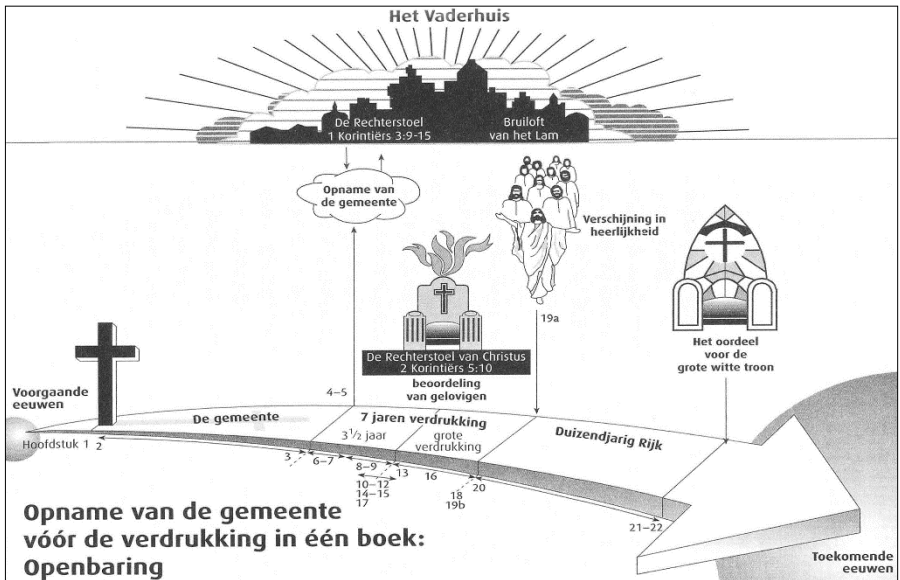 Het Vaderhuis
De Rechterstoel
1 Korintiërs 3:9-15
Bruiloft
van het Lam
Opname van
de gemeente
Verschijning in
heerlijkheid
19a
De Rechterstoel van Christus
2 Korintiërs 5:10
beoordeling
van gelovigen
Het oordeel
voor de
grote witte troon
Voorgaande
eeuwen
4–5
De gemeente
7 jaren verdrukking
3 1/2 jaar
grote
verdrukking
Duizendjarig Rijk
Hoofdstuk 1
2
3
6–7
8–9
10–12
14–15
17
13
16
18
19b
20
21–22
Opname van de gemeente
vóór de verdrukking in één boek:
Openbaring
Toekomende
eeuwen